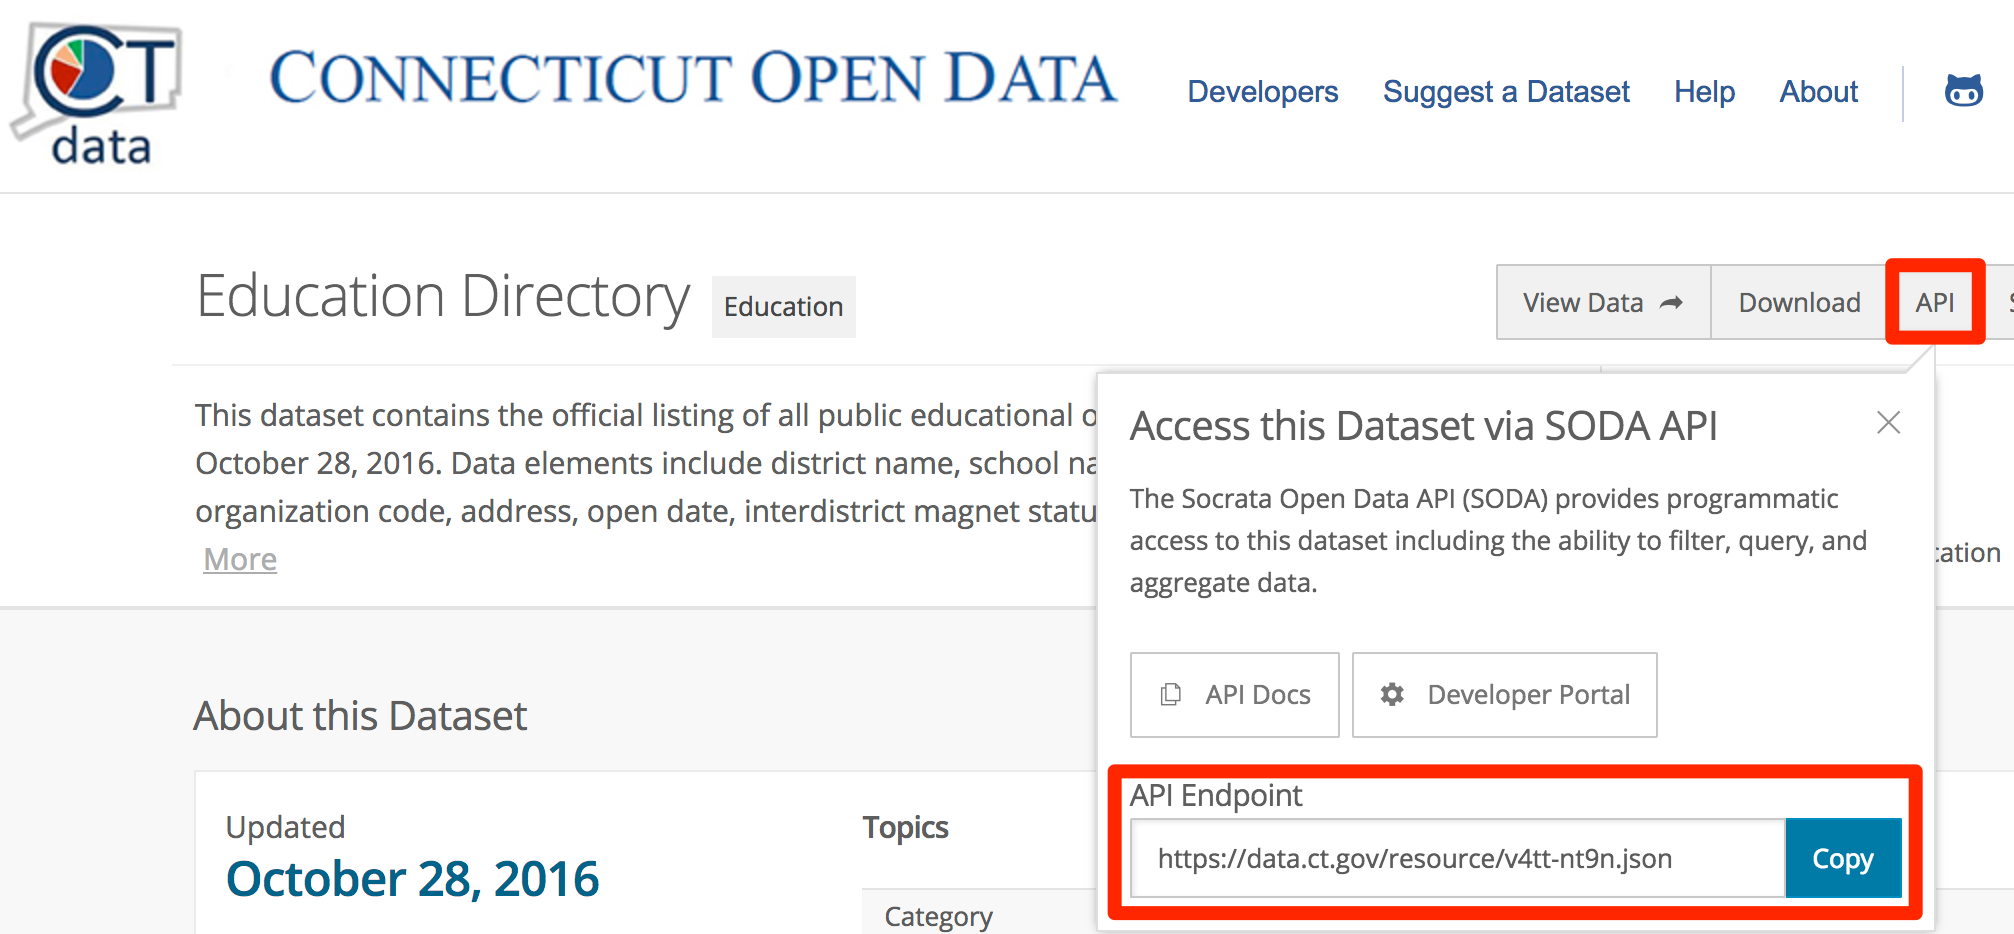 CT
data
CONNECTICUT OPEN DATA
Developers Suggest a Dataset Help About
Education Directory Education
View Data Download API
This dataset contains the official listing of all public educational
October 28, 2016. Data elements include district name, school
organization code, address, open date, interdistrict magnet
More
Access this Dataset via SODA API
The Socrata Open Data API (SODA) provides programmatic
access to this dataset including the ability to filter, query, and
aggregate data.
API Docs Developer Portal
API Endpoint
https://data.ct.gov/resource/v4tt-nt9n.json Copy
About this Dataset
Updated
October 28, 2016
Topics
Category